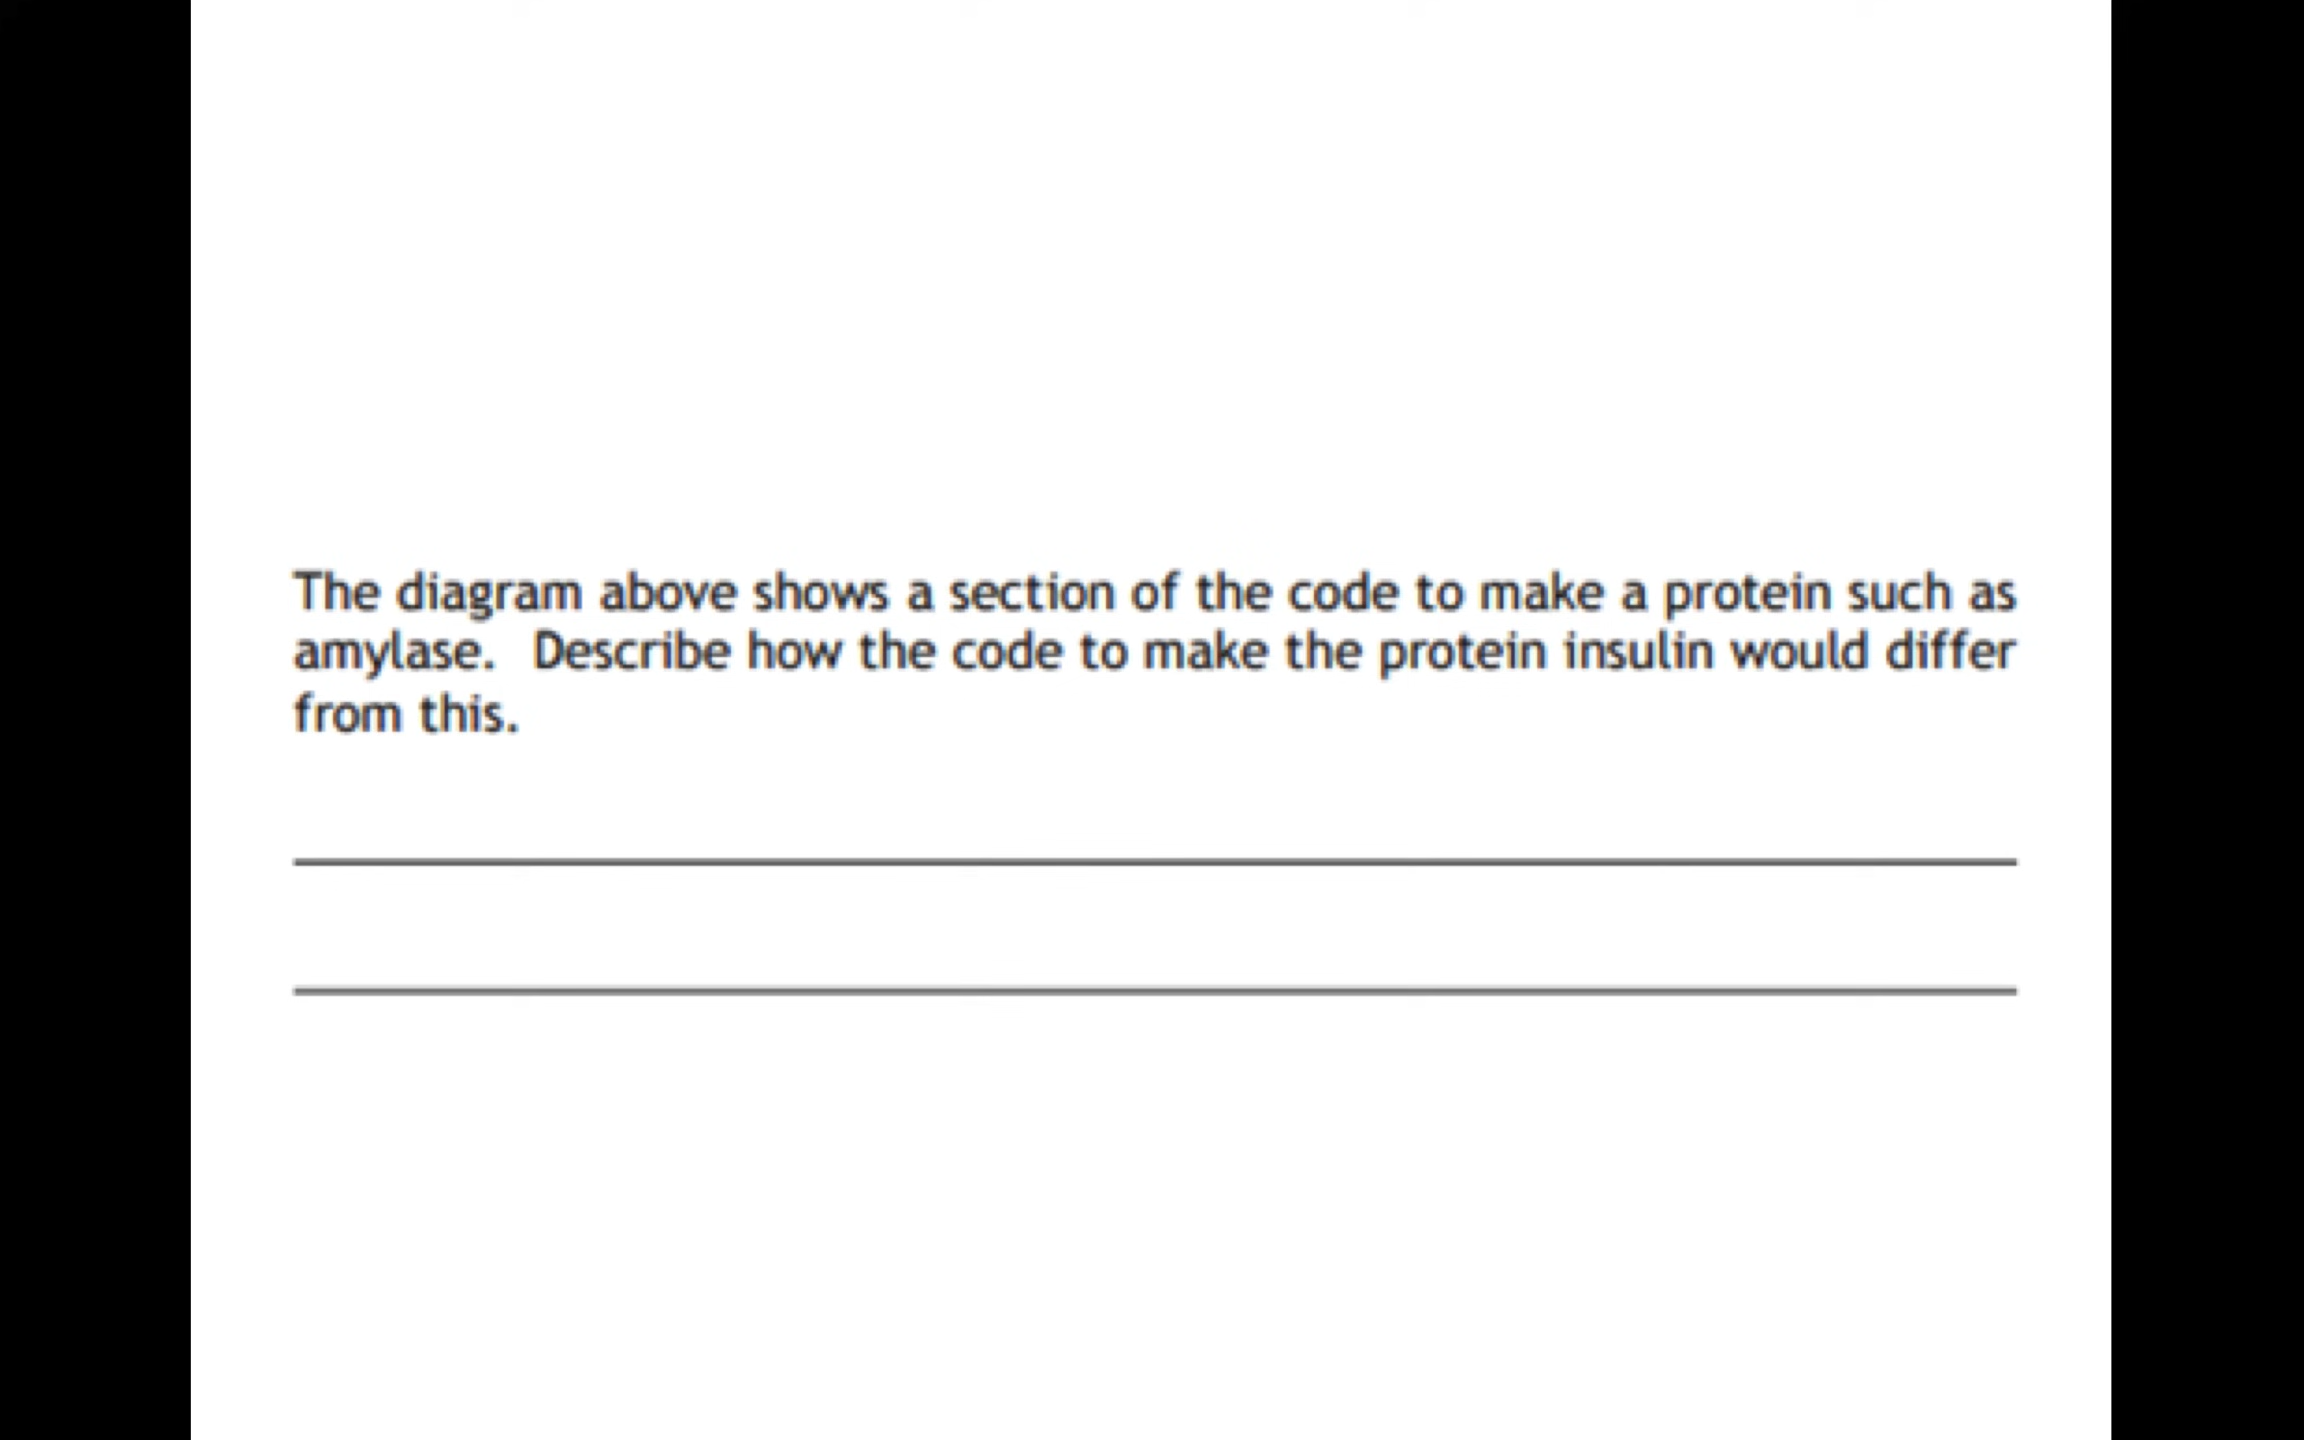 The diagram above shows a section of the code to make a protein such as
amylase. Describe how the code to make the protein insulin would differ
from this.